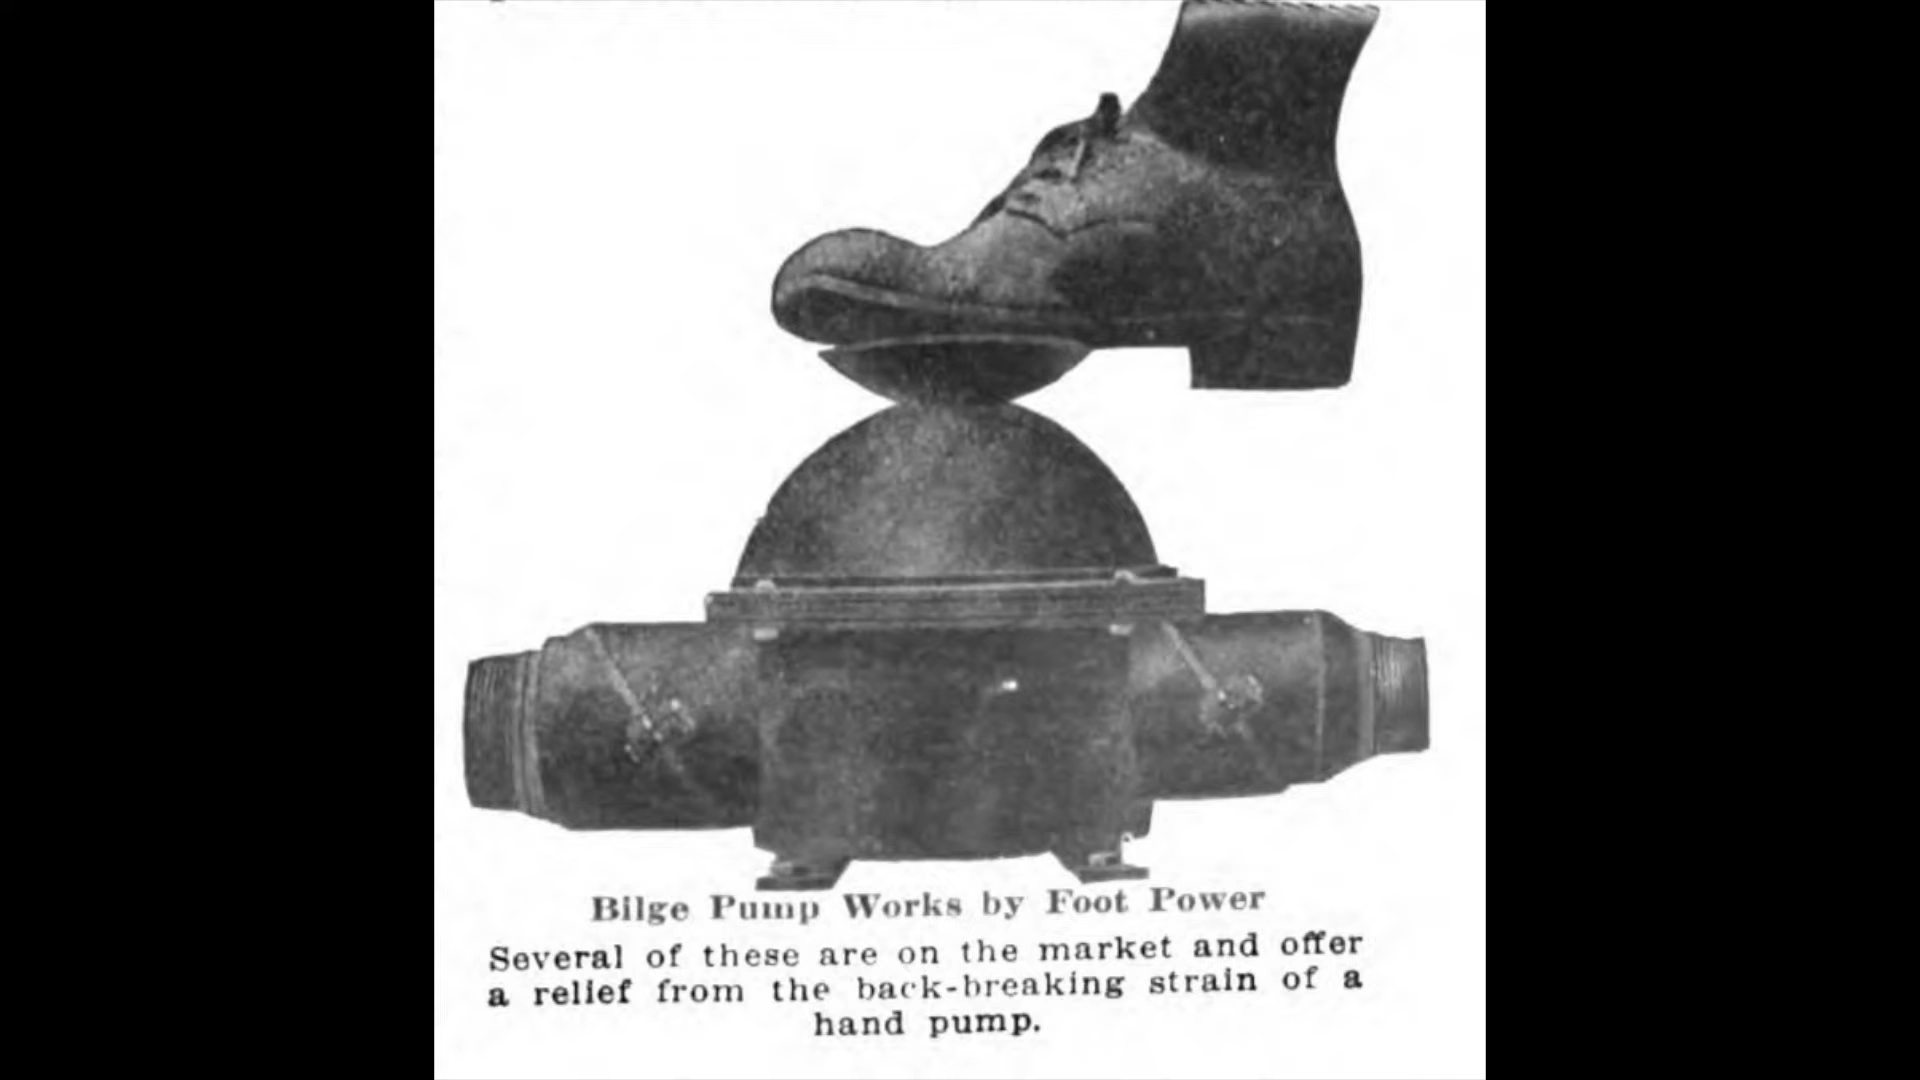 Bilge Pump Works by Foot Power
Several of these are on the market and offer
a relief from the back-breaking strain of a
hand pump.